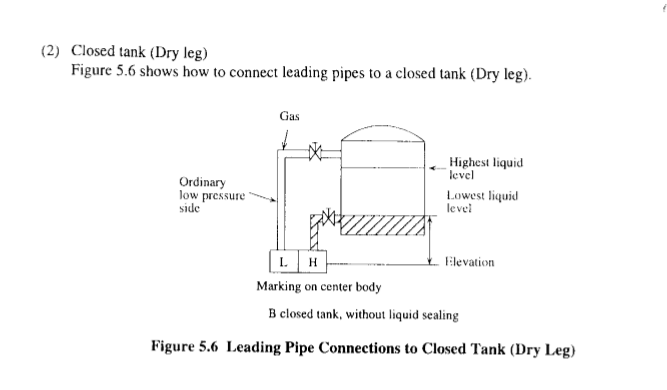 (2) Closed tank (Dry leg)
Figure 5.6 shows how to connect leading pipes to a closed tank (Dry leg).
Gas
Highest liquid
level
Ordinary
low pressure
side
Lowest liquid
level
L H
Elevation
Marking on center body
B closed tank, without liquid sealing
Figure 5.6 Leading Pipe Connections to Closed Tank (Dry Leg)